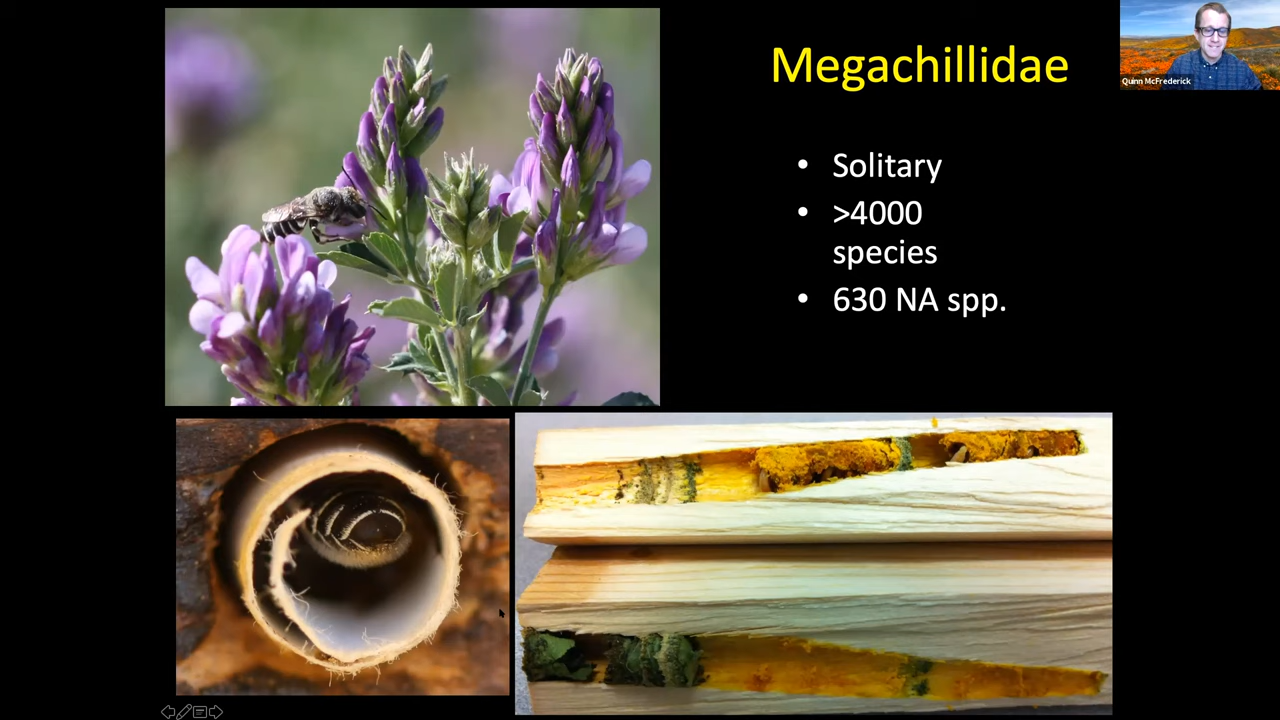 Megachillidae
Quinn McFrederick
• Solitary
• >4000
species
• 630 NA spp.